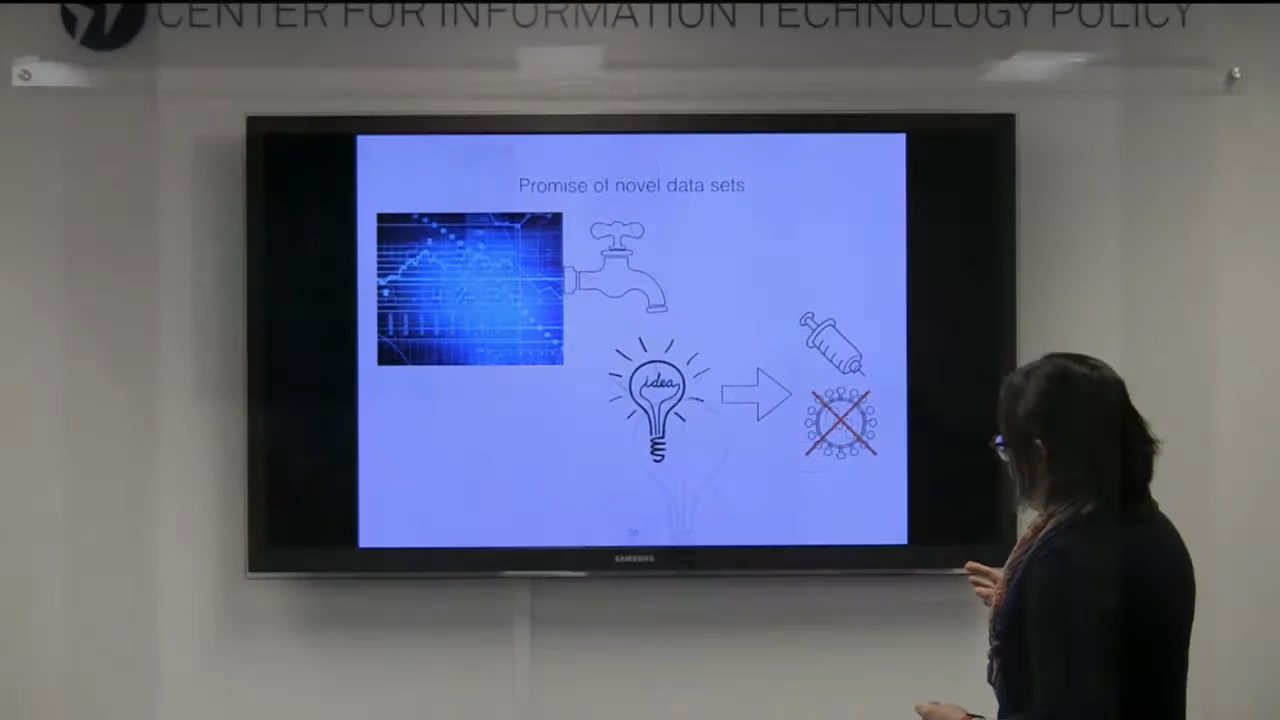 CENTER FOR INFORMATION TECHNOLOGY POLICY
Promise of novel data sets
idea
SAMSUNG